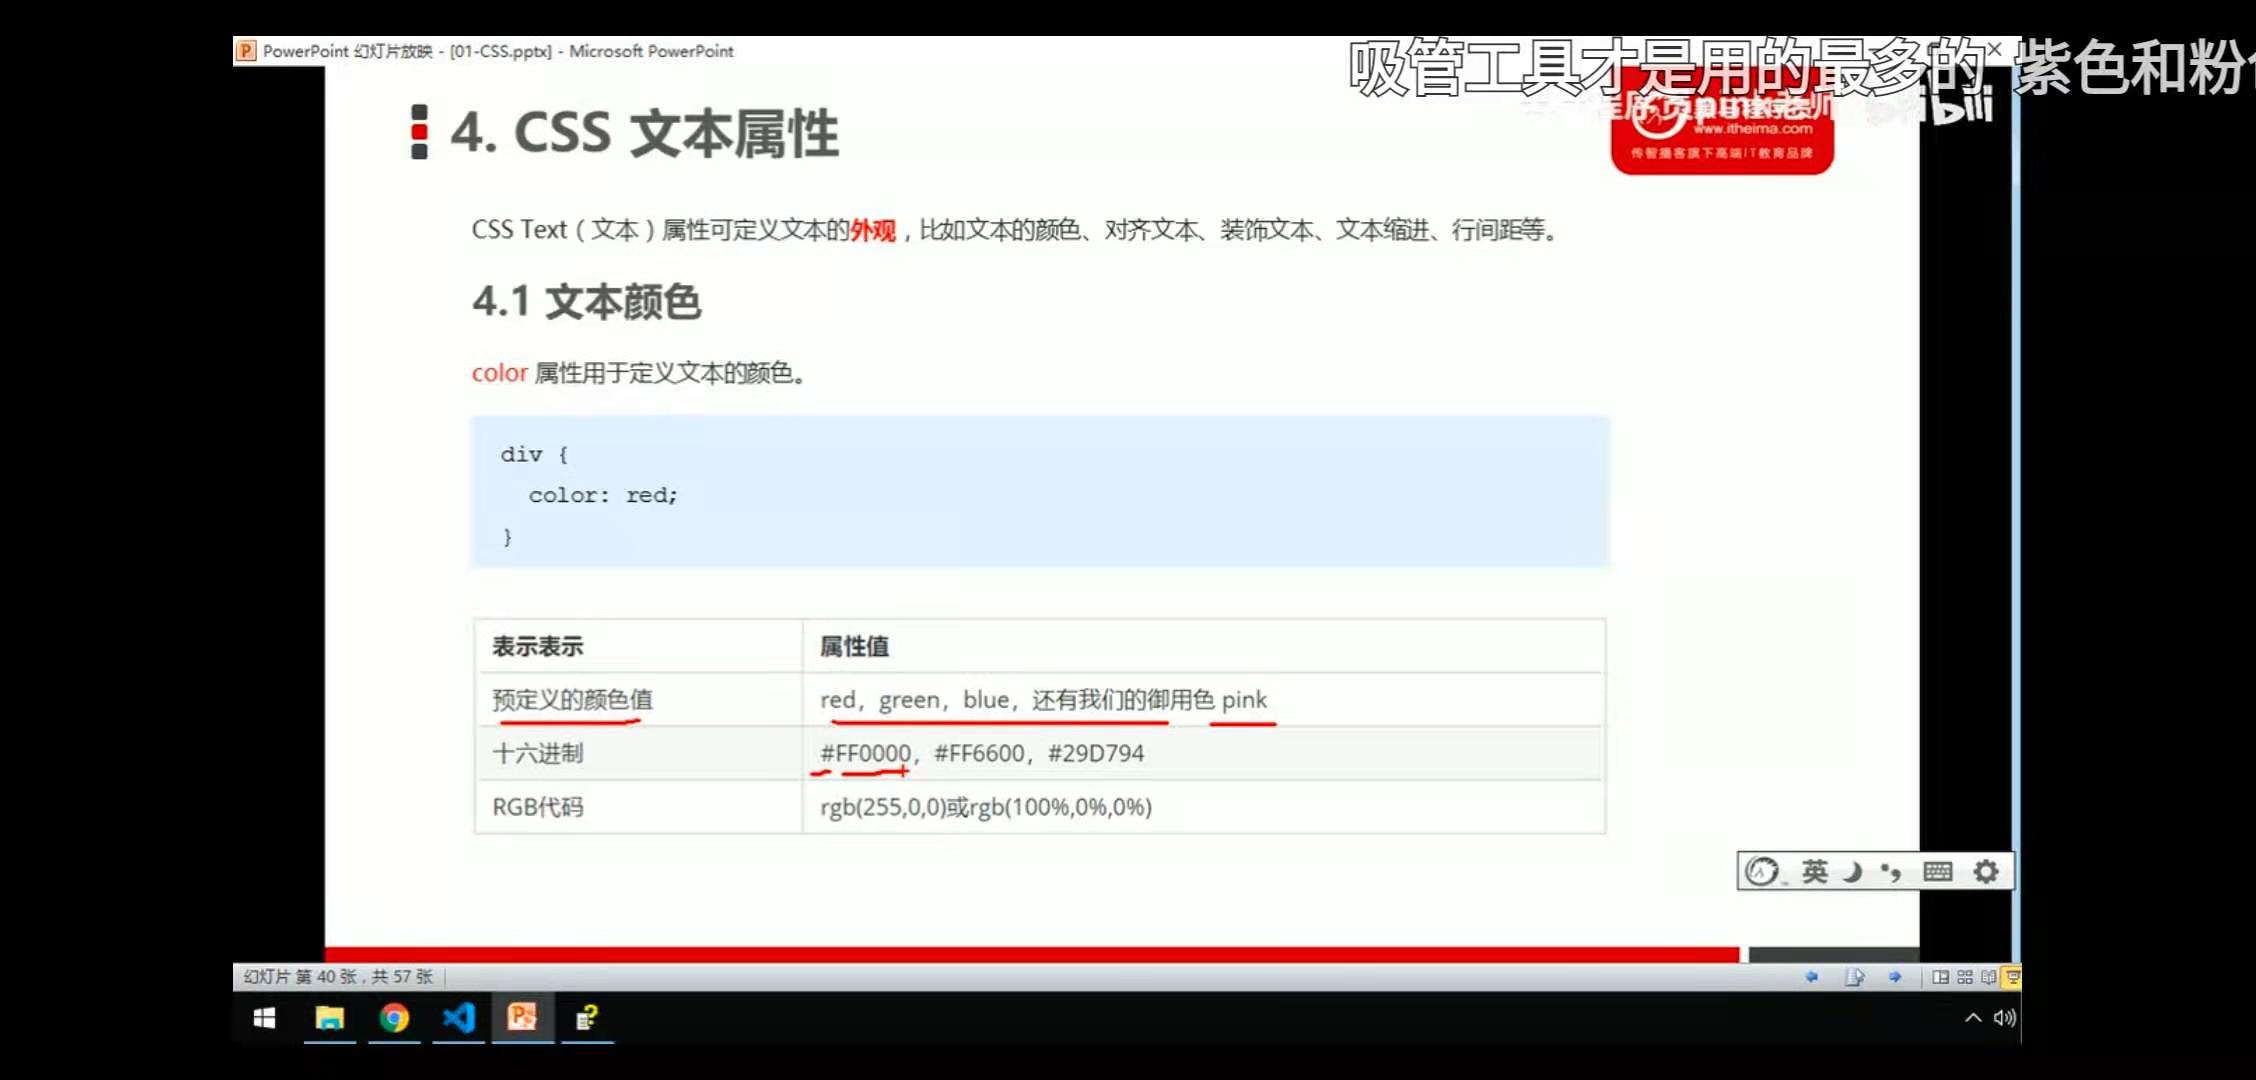 PowerPoint 幻灯片放映 - [01-CSS.pptx] - Microsoft PowerPoint
吸管工具才是用的最多的 紫色和粉
4. CSS 文本属性
www.itheima.com
传智播客旗下高端IT教育品牌
CSS Text（文本）属性可定义文本的外观，比如文本的颜色、对齐文本、装饰文本、文本缩进、行间距等。
4.1 文本颜色
color 属性用于定义文本的颜色。
div {
color: red;
}
表示表示 属性值
预定义的颜色值 red，green，blue，还有我们的御用色 pink
十六进制 #FF0000，#FF6600，#29D794
RGB代码 rgb(255,0,0)或rgb(100%,0%,0%)
英
幻灯片 第 40 张，共 57 张